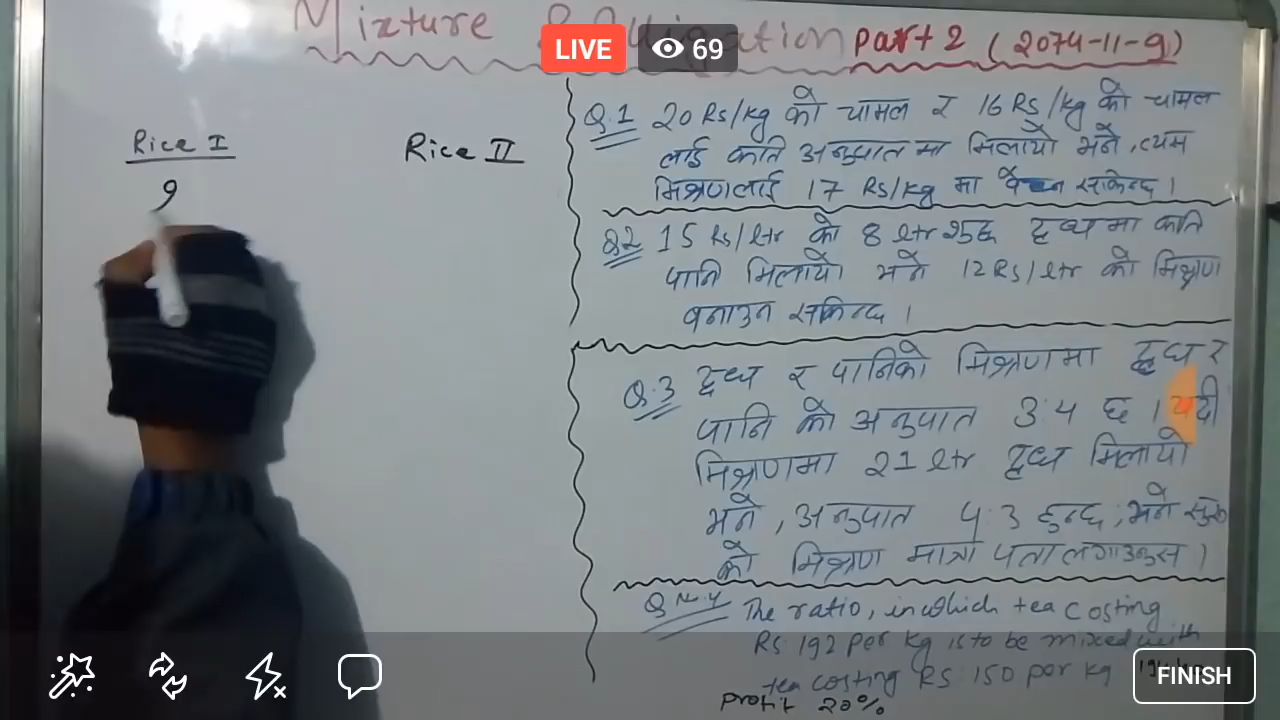 Mixture & Alligation Part 2 (2074-11-9)
LIVE 69
Rice I
Rice II
9
Q.1 20 Rs/kg को चामल र 16 Rs/kg को चामल
लाई कति अनुपात मा मिलायो भने, त्यस
मिश्रणलाई 17 Rs/kg मा बेच्न सकिन्छ।
Q2 15 Rs/ltr को 8 ltr शुद्ध दूधमा कति
पानि मिलायो भने 12Rs/ltr को मिश्रण
बनाउन सकिन्छ।
Q.3 दूध र पानिको मिश्रणमा दूध र
पानि को अनुपात 3:4 छ। यदी
मिश्रणमा 21 ltr दूध मिलायो
भने, अनुपात 4:3 हुन्छ, भने सुरु
को मिश्रण मात्रा पता लगाउनुस।
Q N. 4 The ratio, in which tea costing
Rs 192 per kg is to be mixed with
tea costing Rs 150 per kg
profit 20%
FINISH